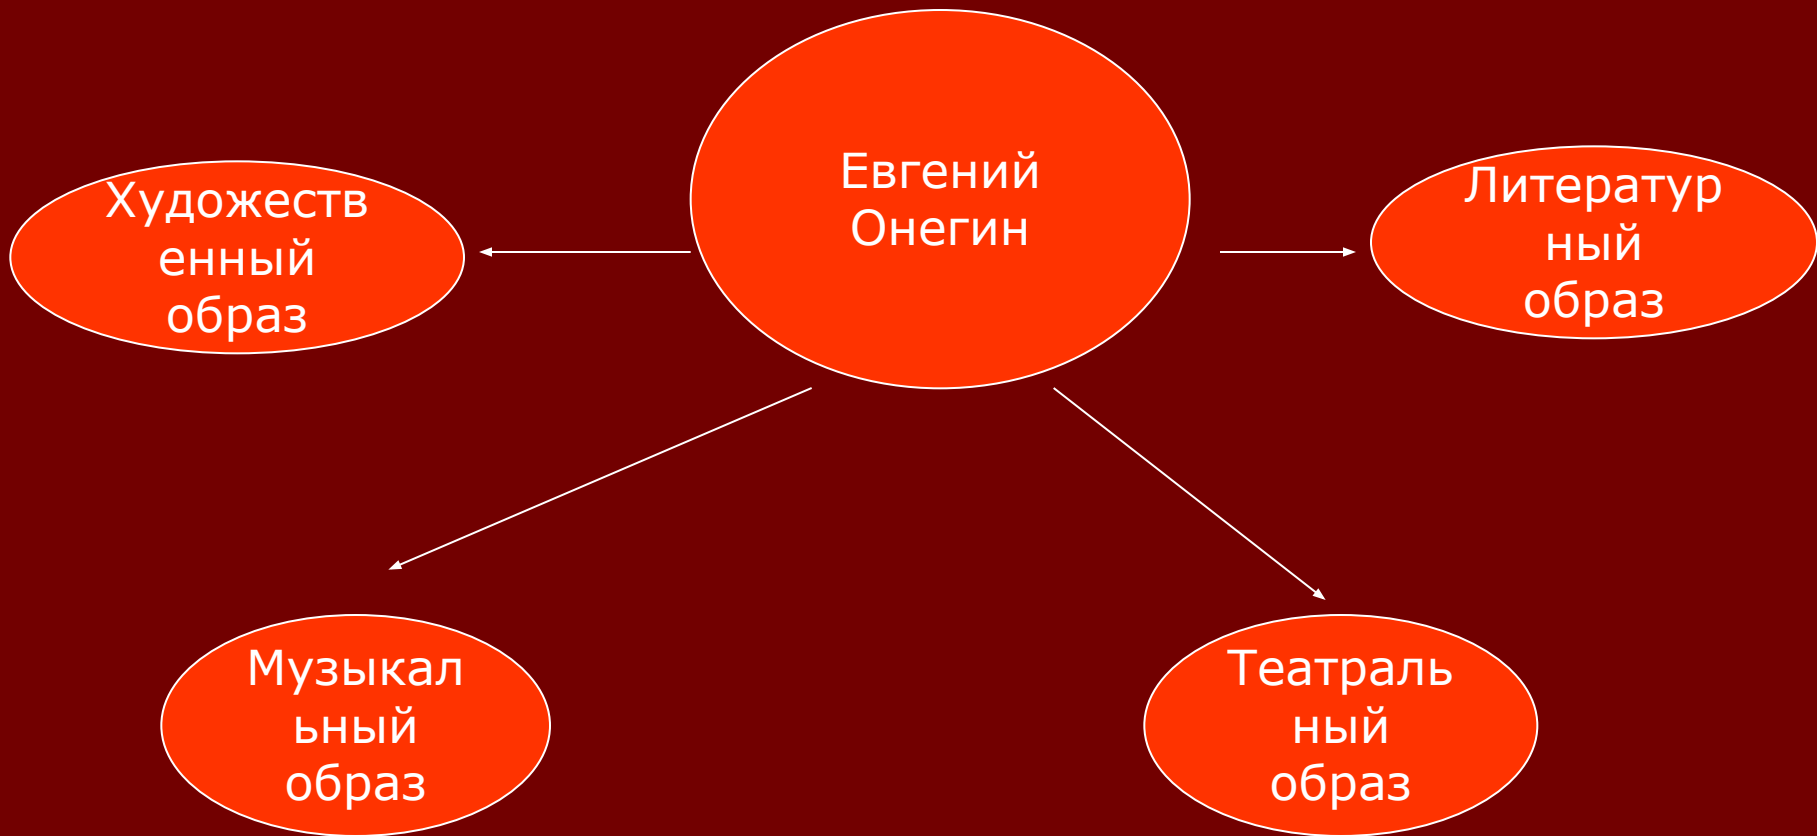 Евгений
Онегин
Художеств
енный
образ
Литератур
ный
образ
Музыкал
ьный
образ
Театраль
ный
образ